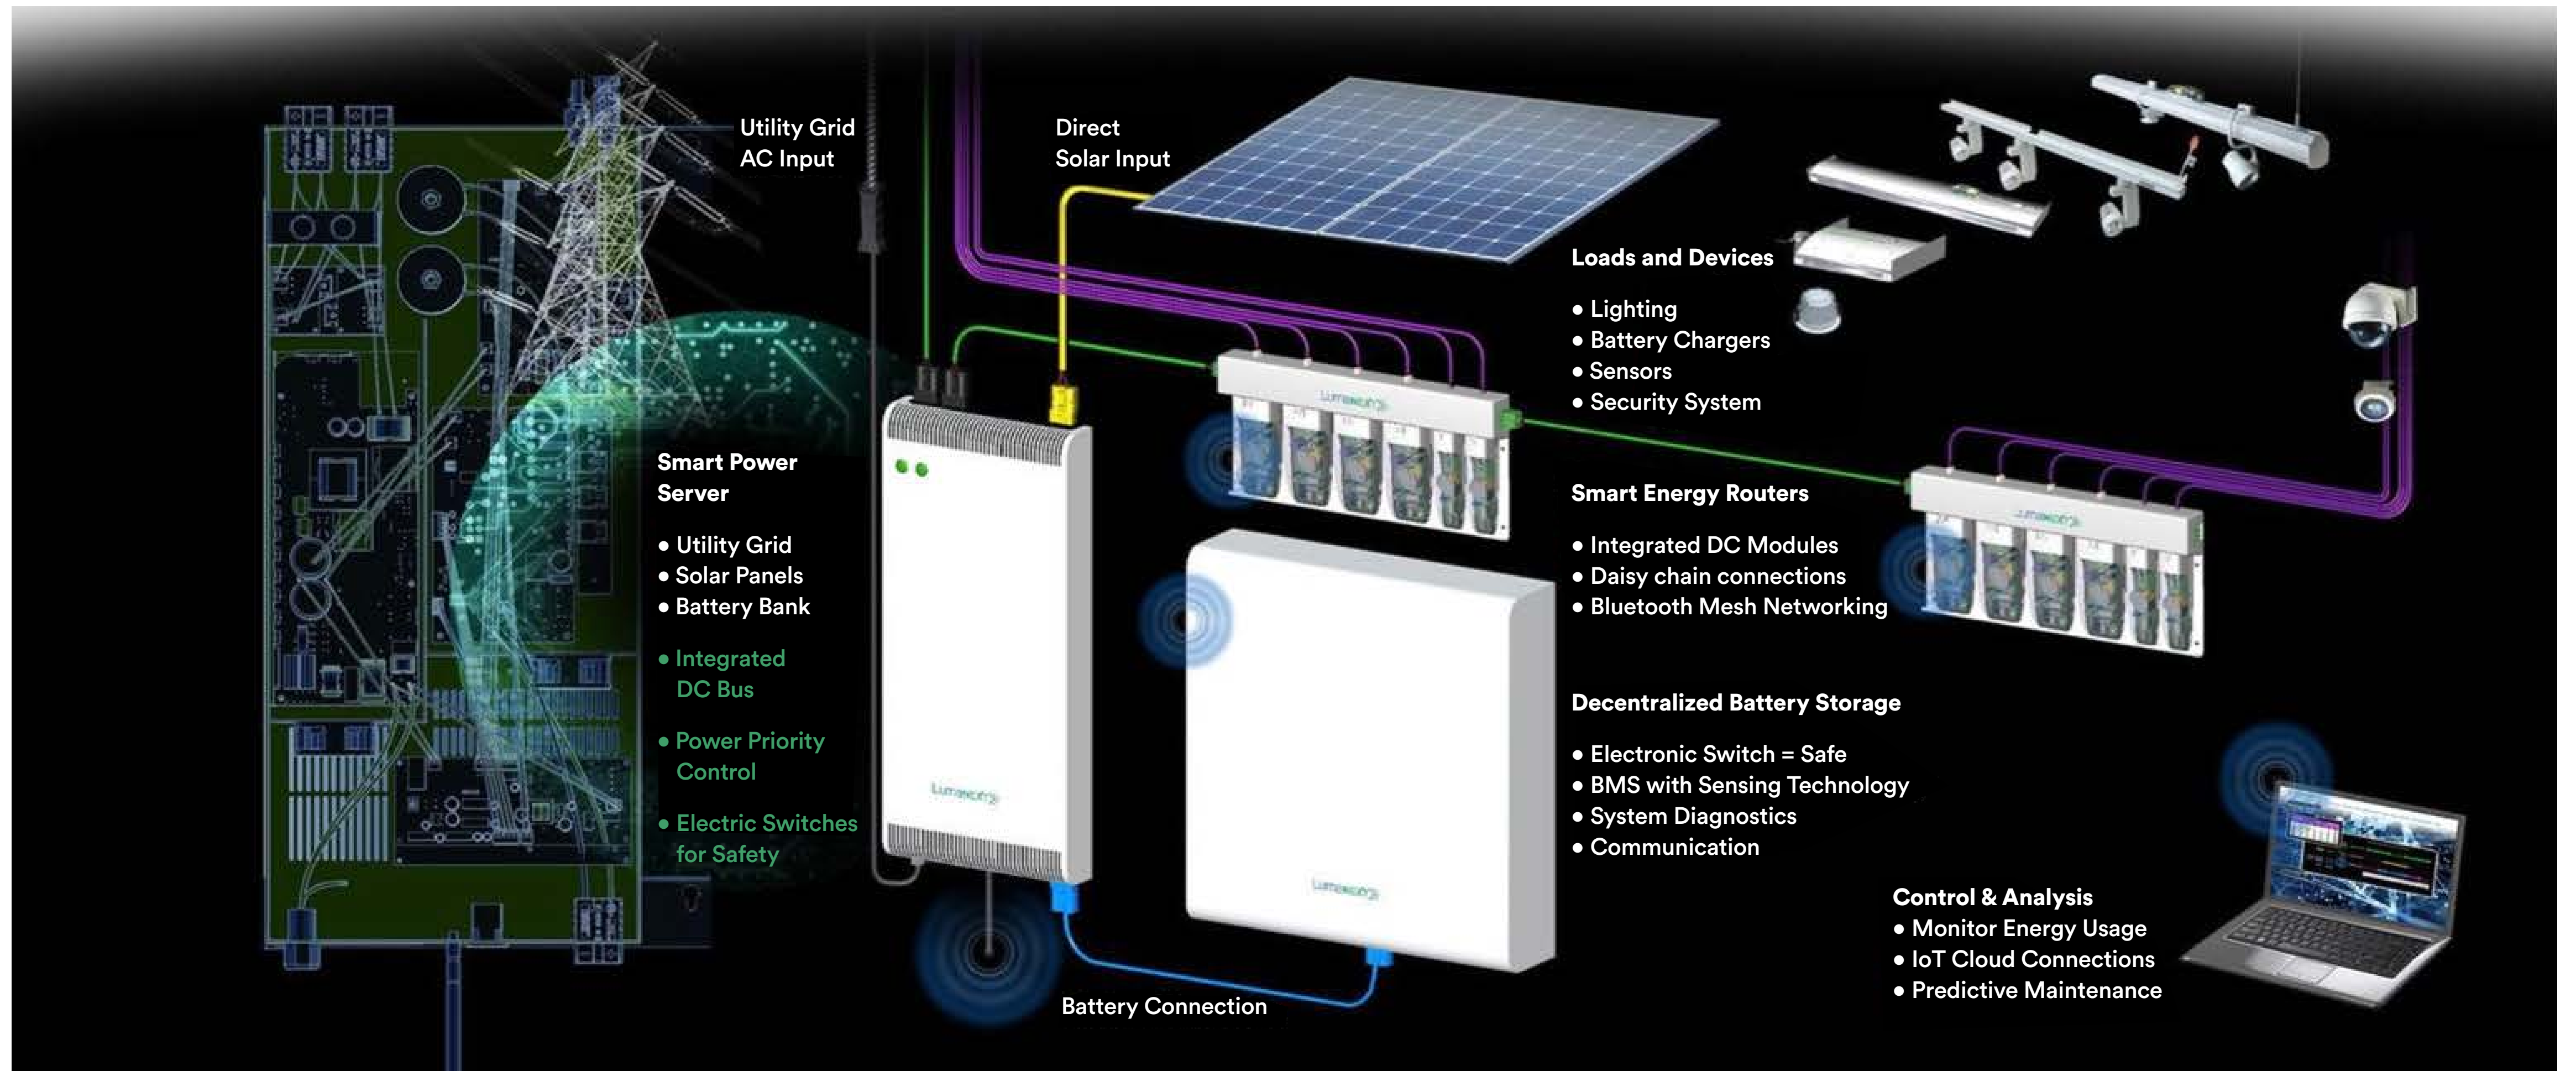 Utility Grid
AC Input
Direct
Solar Input
Loads and Devices
● Lighting
● Battery Chargers
● Sensors
● Security System
Smart Power
Server
● Utility Grid
● Solar Panels
● Battery Bank
● Integrated
DC Bus
● Power Priority
Control
● Electric Switches
for Safety
Smart Energy Routers
● Integrated DC Modules
● Daisy chain connections
● Bluetooth Mesh Networking
Decentralized Battery Storage
● Electronic Switch = Safe
● BMS with Sensing Technology
● System Diagnostics
● Communication
Control & Analysis
● Monitor Energy Usage
● IoT Cloud Connections
● Predictive Maintenance
Battery Connection